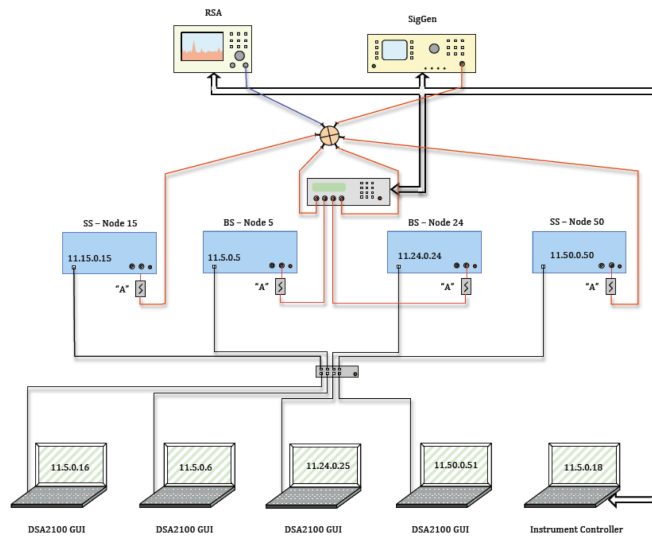 RSA
SigGen
SS – Node 15
BS – Node 5
BS – Node 24
SS – Node 50
11.15.0.15
11.5.0.5
11.24.0.24
11.50.0.50
"A"
"A"
"A"
"A"
11.5.0.16
11.5.0.6
11.24.0.25
11.50.0.51
11.5.0.18
DSA2100 GUI
DSA2100 GUI
DSA2100 GUI
DSA2100 GUI
Instrument Controller